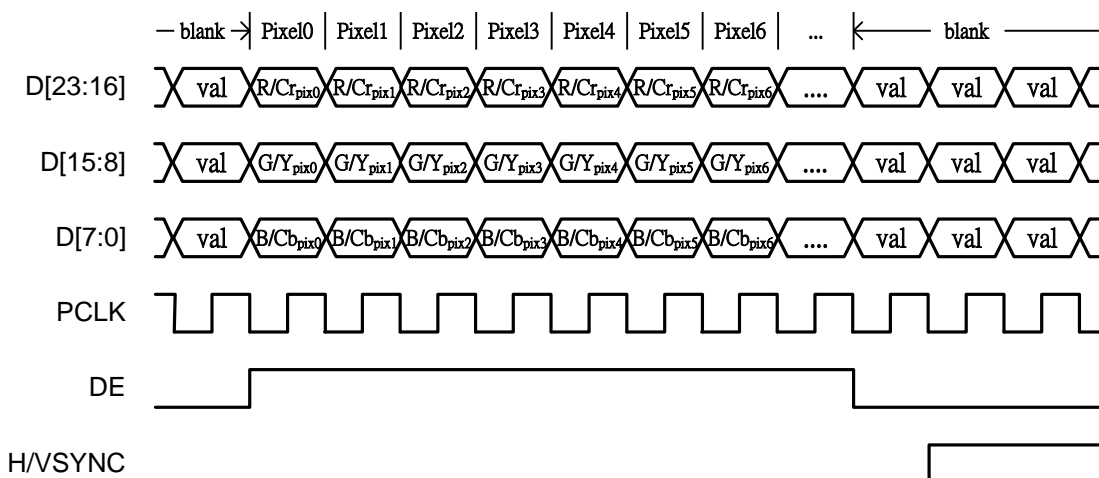 blank Pixel0 Pixel1 Pixel2 Pixel3 Pixel4 Pixel5 Pixel6 ... blank
D[23:16] val R/Crpix0 R/Crpix1 R/Crpix2 R/Crpix3 R/Crpix4 R/Crpix5 R/Crpix6 .... val val val
D[15:8] val G/Ypix0 G/Ypix1 G/Ypix2 G/Ypix3 G/Ypix4 G/Ypix5 G/Ypix6 .... val val val
D[7:0] val B/Cbpix0 B/Cbpix1 B/Cbpix2 B/Cbpix3 B/Cbpix4 B/Cbpix5 B/Cbpix6 .... val val val
PCLK
DE
H/VSYNC